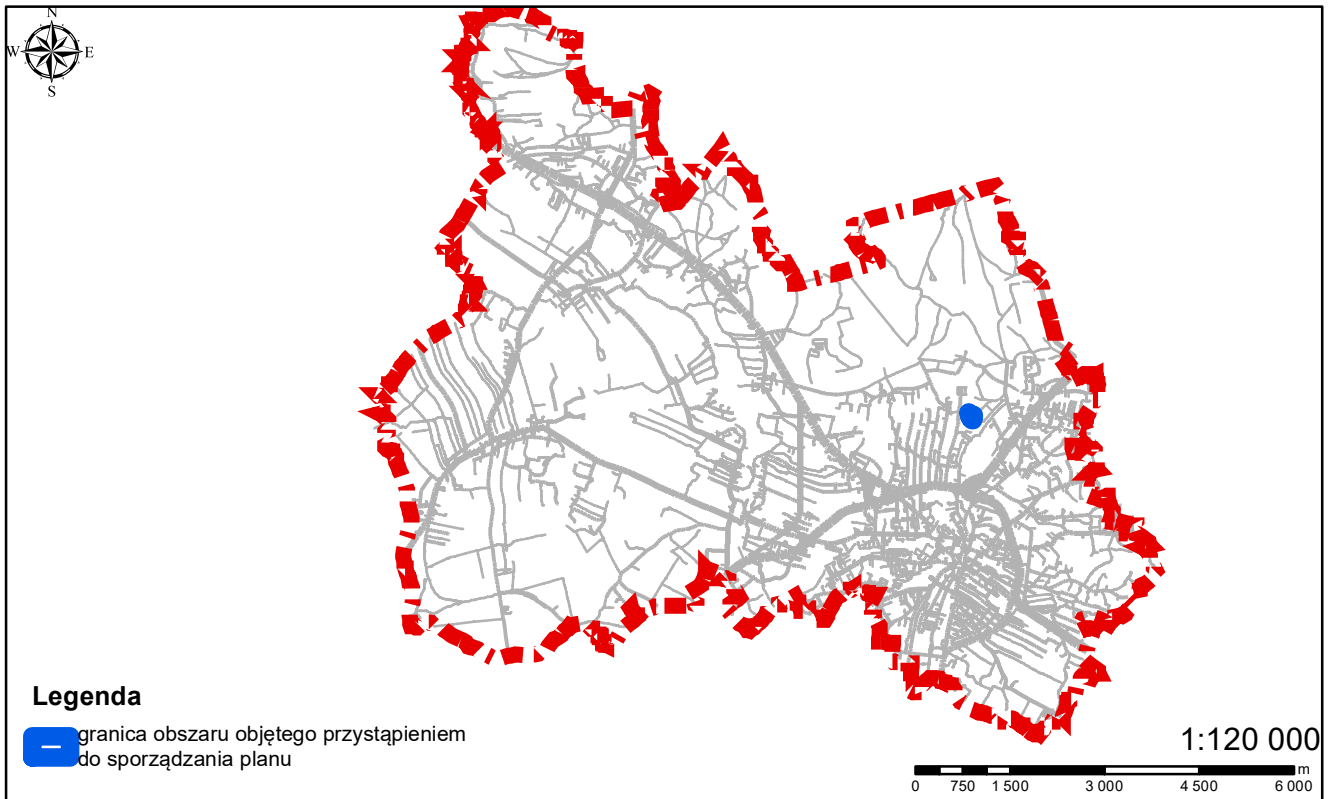 N
W E
S
Legenda
granica obszaru objętego przystąpieniem
do sporządzania planu
1:120 000
m
0 750 1 500 3 000 4 500 6 000